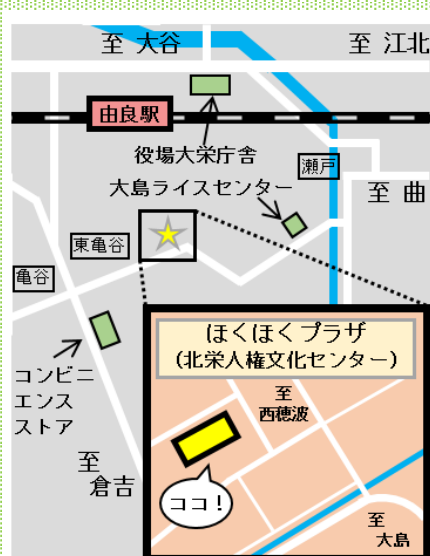 至 大谷
至 江北
由良駅
役場大栄庁舎
瀬戸
大島ライスセンター
至 曲
東亀谷
亀谷
コンビニ
エンス
ストア
至
倉吉
ほくほくプラザ
(北栄人権文化センター)
至
西穂波
ココ！
至
大島